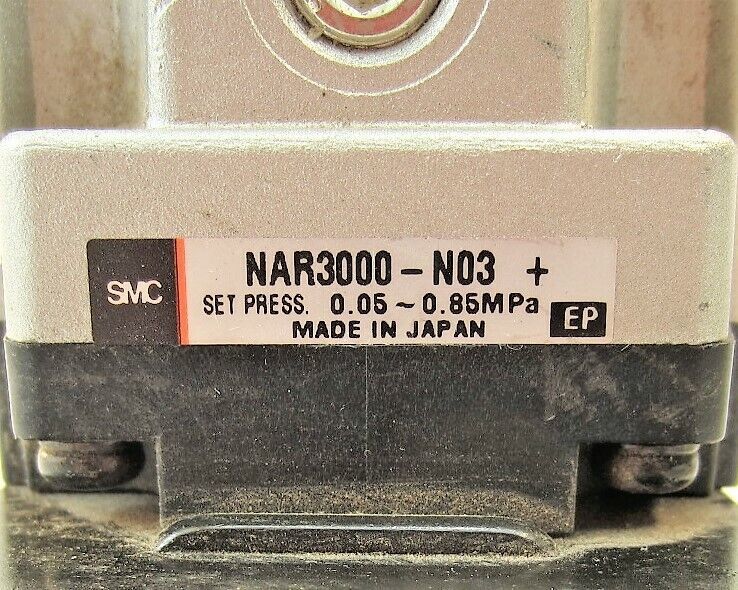 SMC
NAR3000-N03 +
SET PRESS. 0.05~0.85MPa
EP
MADE IN JAPAN